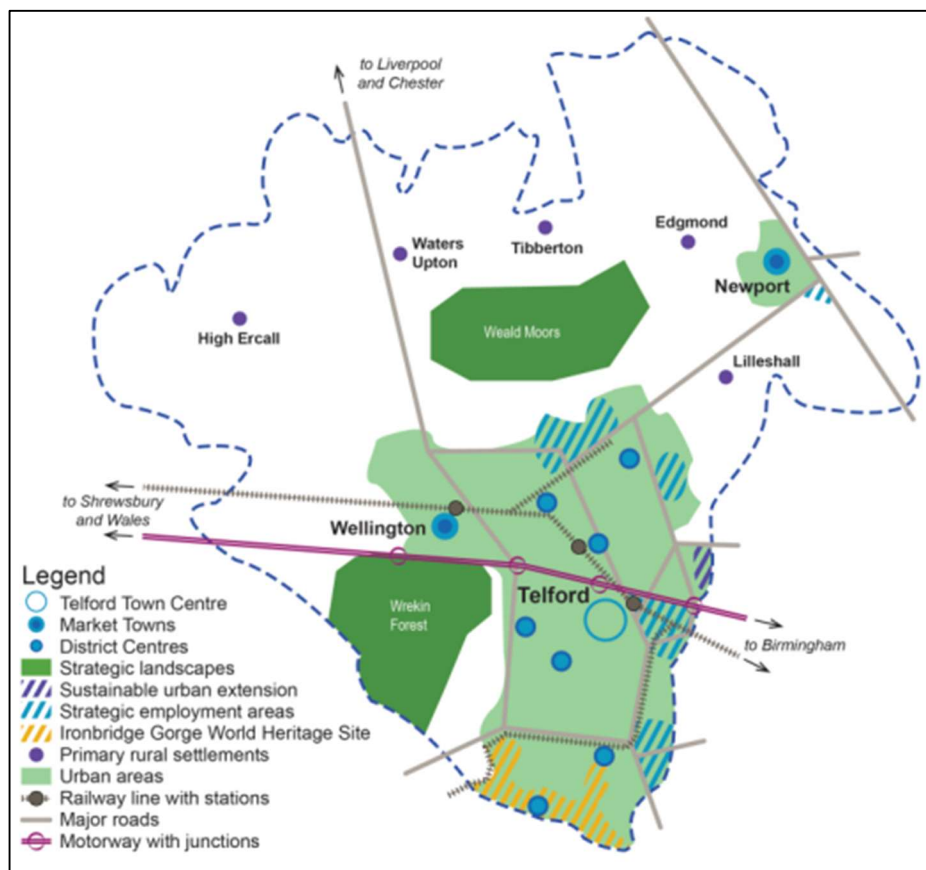 to Liverpool
and Chester
Edgmond
Waters
Upton
Tibberton
Newport
High Ercall
Weald Moors
Lilleshall
to Shrewsbury
and Wales
Wellington
Telford
Wrekin
Forest
to Birmingham
Legend
Telford Town Centre
Market Towns
District Centres
Strategic landscapes
Sustainable urban extension
Strategic employment areas
Ironbridge Gorge World Heritage Site
Primary rural settlements
Urban areas
Railway line with stations
Major roads
Motorway with junctions